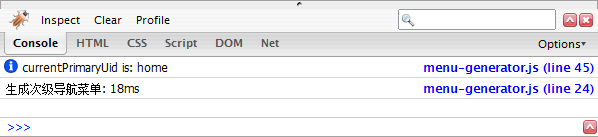 Inspect Clear Profile
Console HTML CSS Script DOM Net Options
currentPrimaryUid is: home menu-generator.js (line 45)
生成次级导航菜单: 18ms menu-generator.js (line 24)
>>>